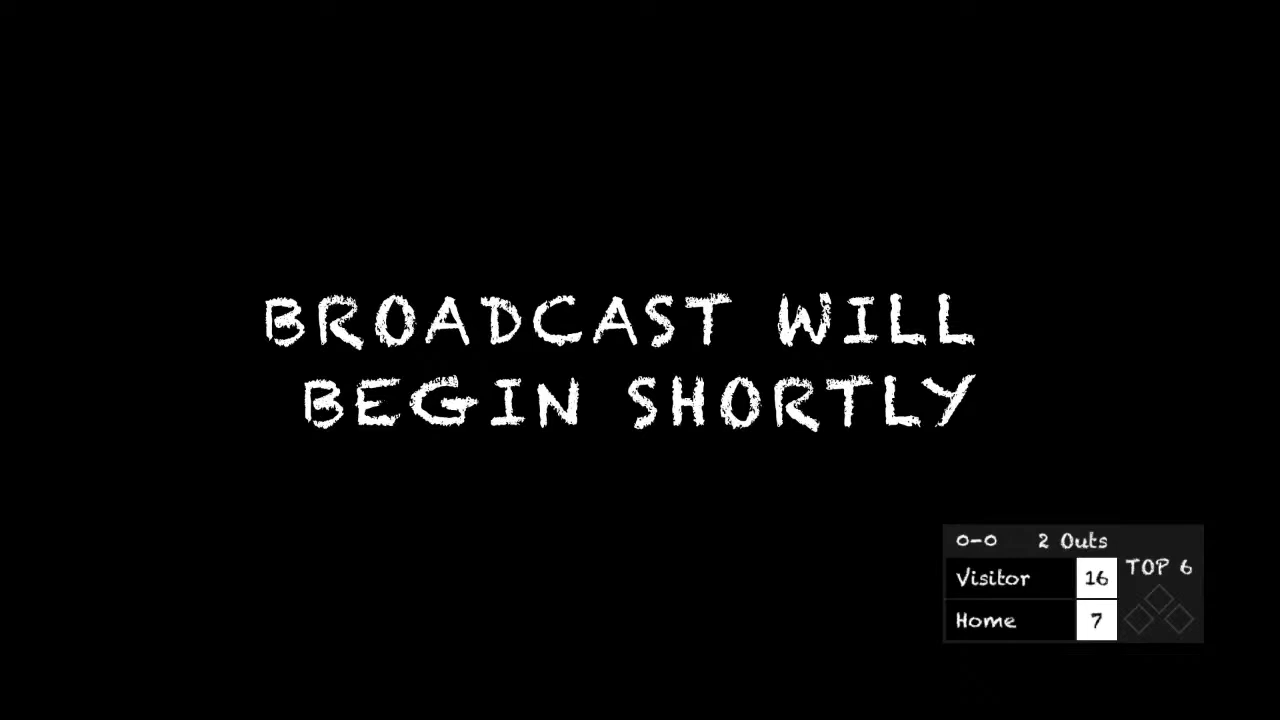 BROADCAST WILL
BEGIN SHORTLY
0-0 2 Outs
Visitor 16
TOP 6
Home 7